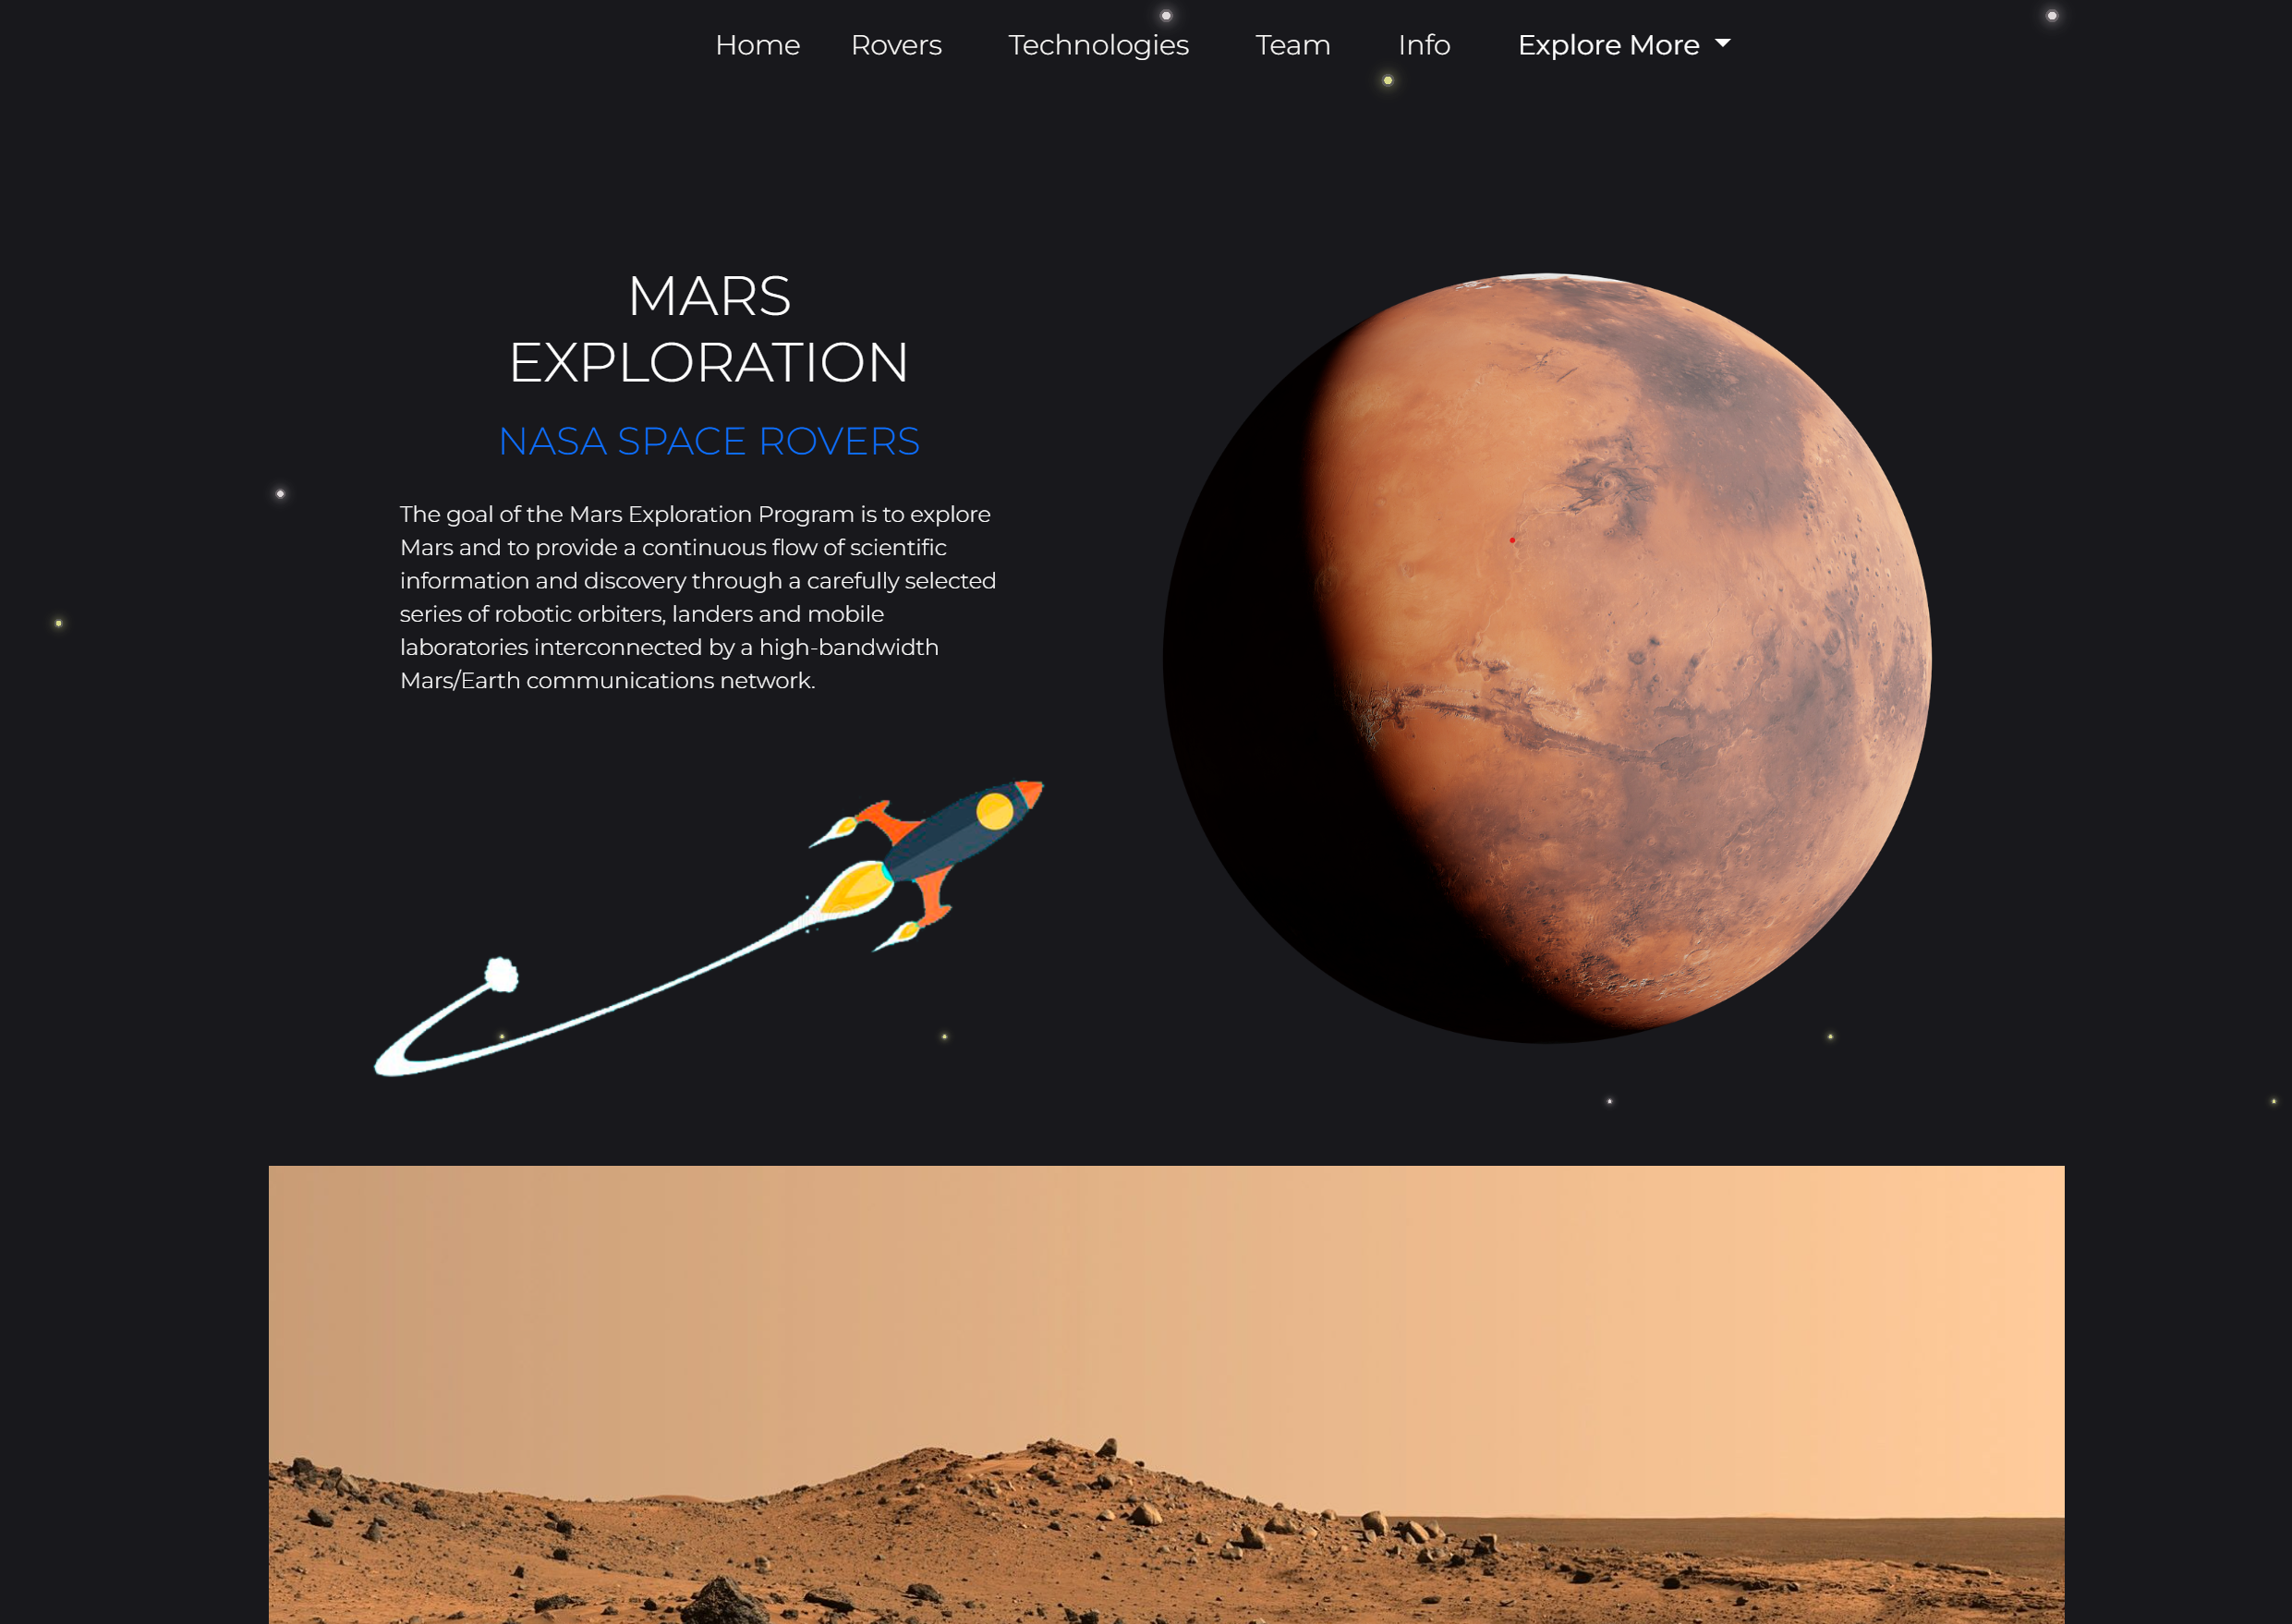 Home Rovers Technologies Team Info Explore More
MARS
EXPLORATION
NASA SPACE ROVERS
The goal of the Mars Exploration Program is to explore
Mars and to provide a continuous flow of scientific
information and discovery through a carefully selected
series of robotic orbiters, landers and mobile
laboratories interconnected by a high-bandwidth
Mars/Earth communications network.